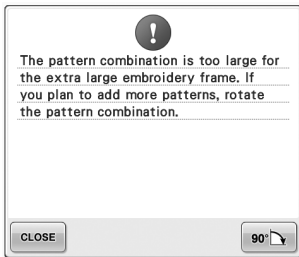 The pattern combination is too large for
the extra large embroidery frame. If
you plan to add more patterns, rotate
the pattern combination.
CLOSE
90°